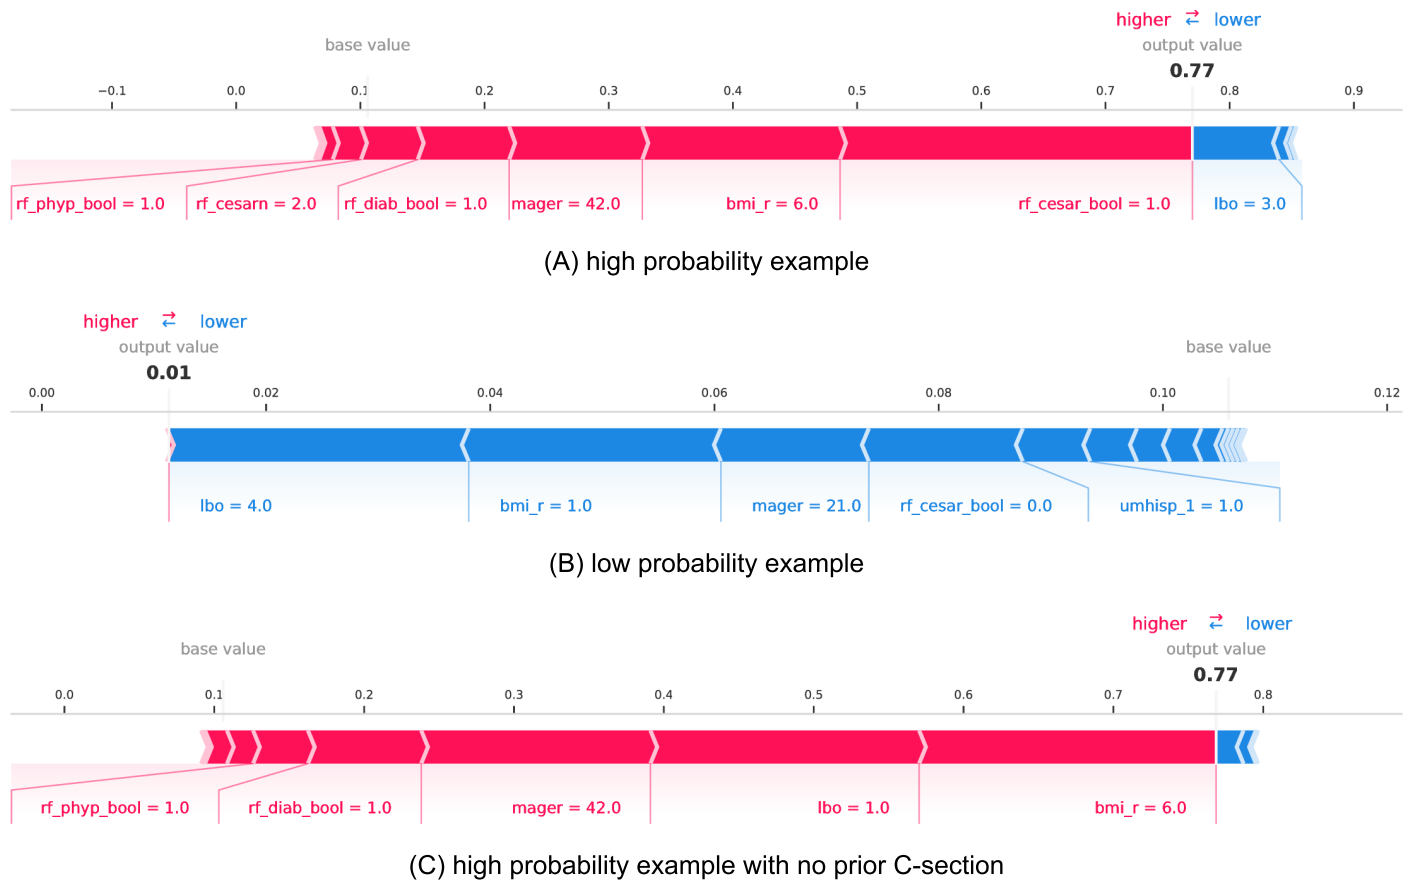 higher ⇄ lower
base value output value
0.77
−0.1 0.0 0.1 0.2 0.3 0.4 0.5 0.6 0.7 0.8 0.9
rf_phyp_bool = 1.0 rf_cesarn = 2.0 rf_diab_bool = 1.0 mager = 42.0 bmi_r = 6.0 rf_cesar_bool = 1.0 lbo = 3.0
(A) high probability example
higher ⇄ lower
output value base value
0.01
0.00 0.02 0.04 0.06 0.08 0.10 0.12
lbo = 4.0 bmi_r = 1.0 mager = 21.0 rf_cesar_bool = 0.0 umhisp_1 = 1.0
(B) low probability example
higher ⇄ lower
base value output value
0.77
0.0 0.1 0.2 0.3 0.4 0.5 0.6 0.7 0.8
rf_phyp_bool = 1.0 rf_diab_bool = 1.0 mager = 42.0 lbo = 1.0 bmi_r = 6.0
(C) high probability example with no prior C-section